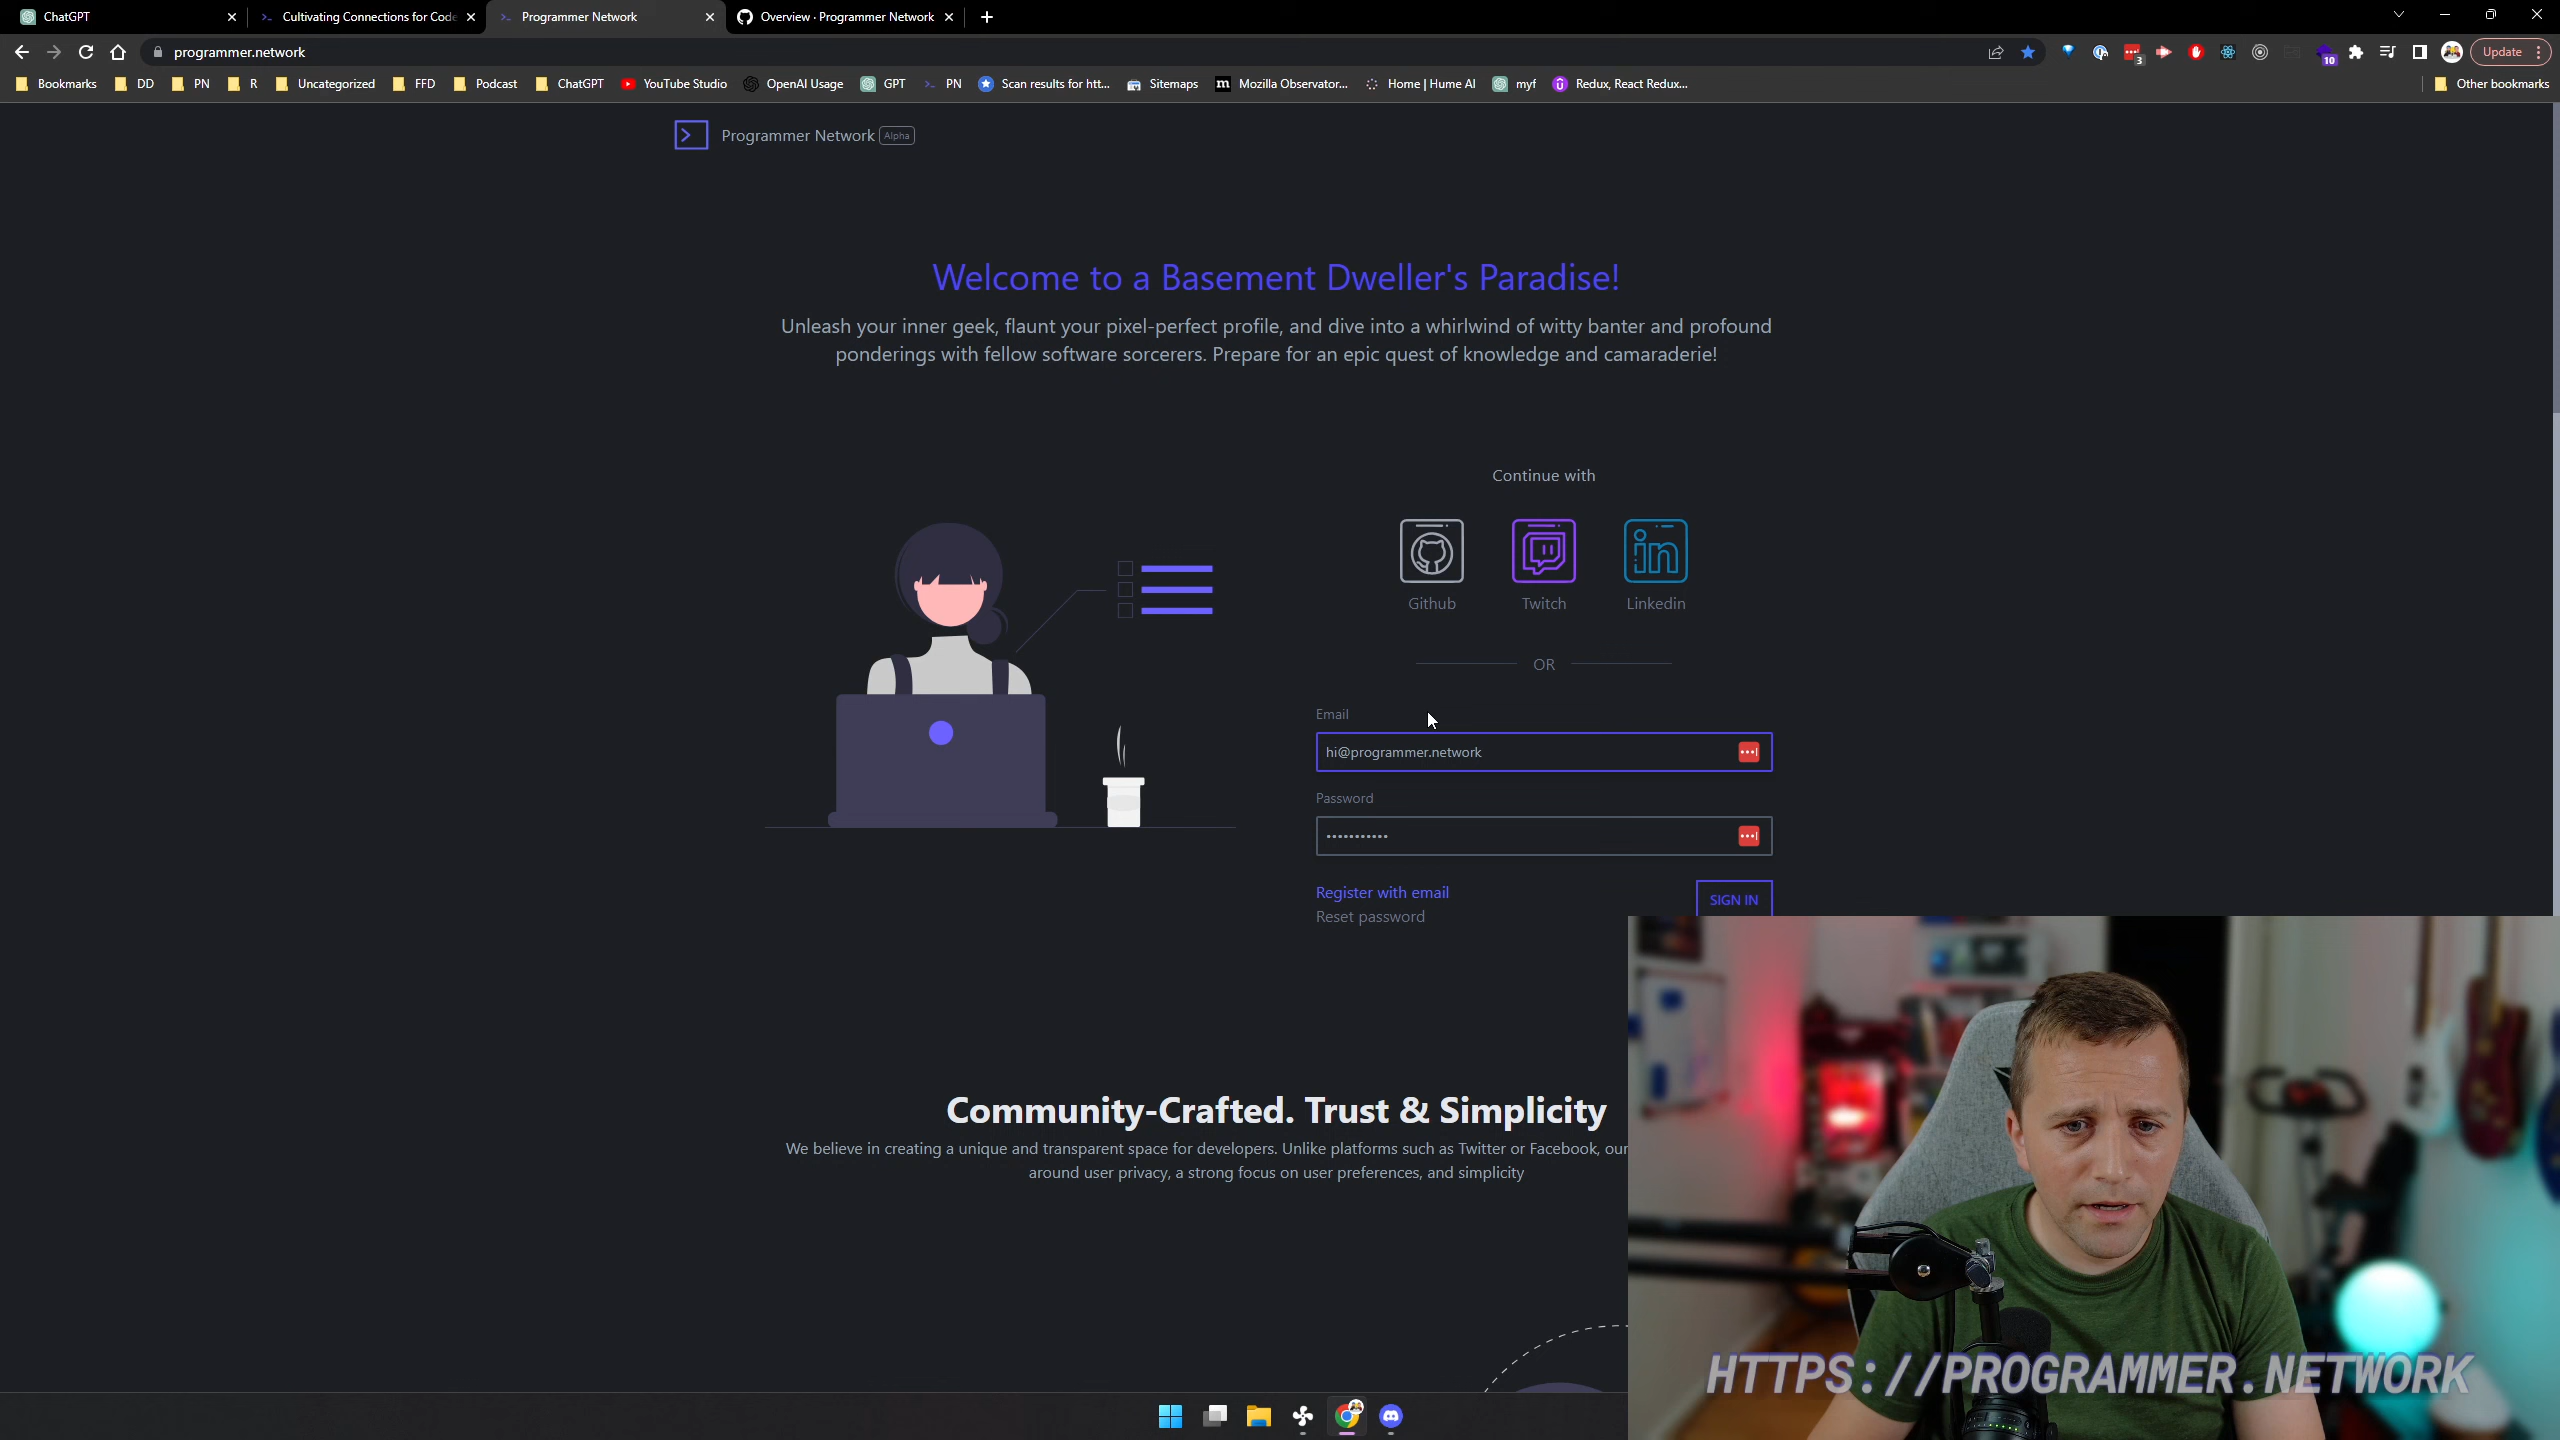 ChatGPT
Cultivating Connections for Code
Programmer Network
Overview · Programmer Network
programmer.network
Update
3
10
Bookmarks
DD
PN
R
Uncategorized
FFD
Podcast
ChatGPT
YouTube Studio
OpenAI Usage
GPT
PN
Scan results for htt...
Sitemaps
m
Mozilla Observator...
Home | Hume AI
myf
Redux, React Redux...
Other bookmarks
Programmer Network Alpha
Welcome to a Basement Dweller's Paradise!
Unleash your inner geek, flaunt your pixel-perfect profile, and dive into a whirlwind of witty banter and profound
ponderings with fellow software sorcerers. Prepare for an epic quest of knowledge and camaraderie!
Continue with
Github
Twitch
Linkedin
OR
Email
hi@programmer.network
Password
Register with email
SIGN IN
Reset password
Community-Crafted. Trust & Simplicity
We believe in creating a unique and transparent space for developers. Unlike platforms such as Twitter or Facebook, our
around user privacy, a strong focus on user preferences, and simplicity
HTTPS://PROGRAMMER.NETWORK